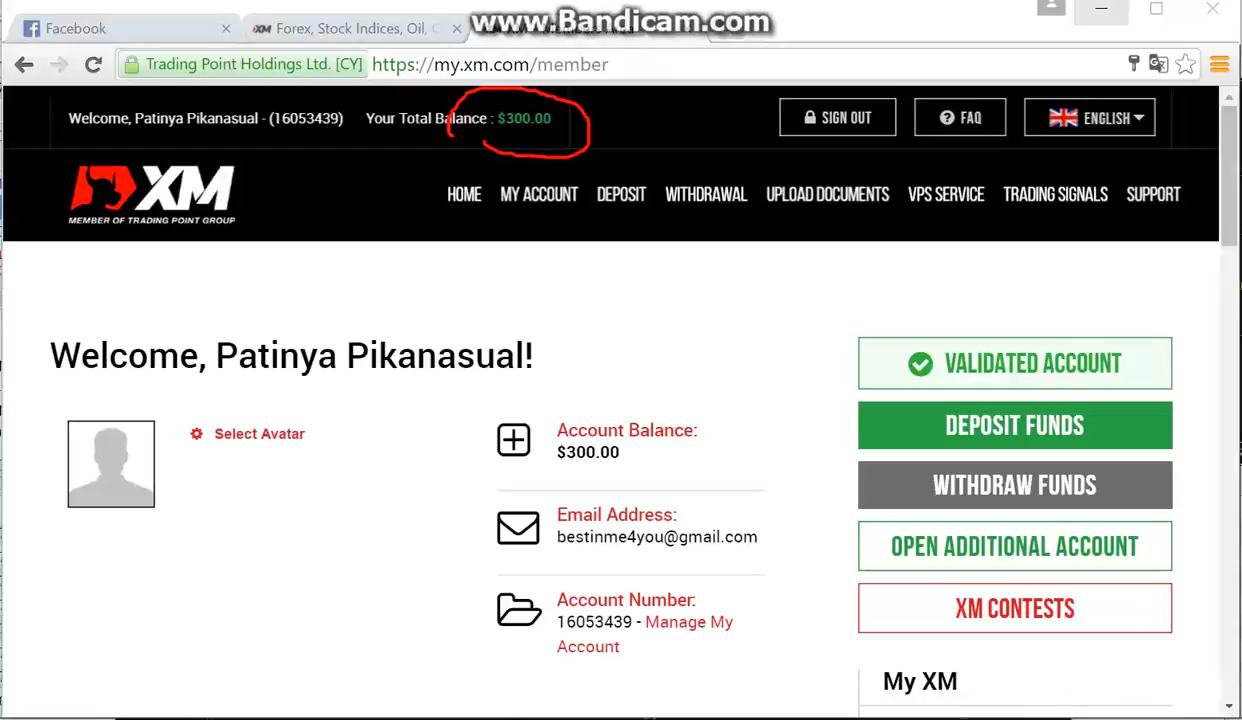 www.Bandicam.com
Facebook
XM Forex, Stock Indices, Oil,
Trading Point Holdings Ltd. [CY] https://my.xm.com/member
Welcome, Patinya Pikanasual - (16053439) Your Total Balance : $300.00 SIGN OUT FAQ ENGLISH
XM
MEMBER OF TRADING POINT GROUP
HOME MY ACCOUNT DEPOSIT WITHDRAWAL UPLOAD DOCUMENTS VPS SERVICE TRADING SIGNALS SUPPORT
Welcome, Patinya Pikanasual!
Select Avatar
Account Balance:
$300.00
Email Address:
bestinme4you@gmail.com
Account Number:
16053439 - Manage My
Account
VALIDATED ACCOUNT
DEPOSIT FUNDS
WITHDRAW FUNDS
OPEN ADDITIONAL ACCOUNT
XM CONTESTS
My XM